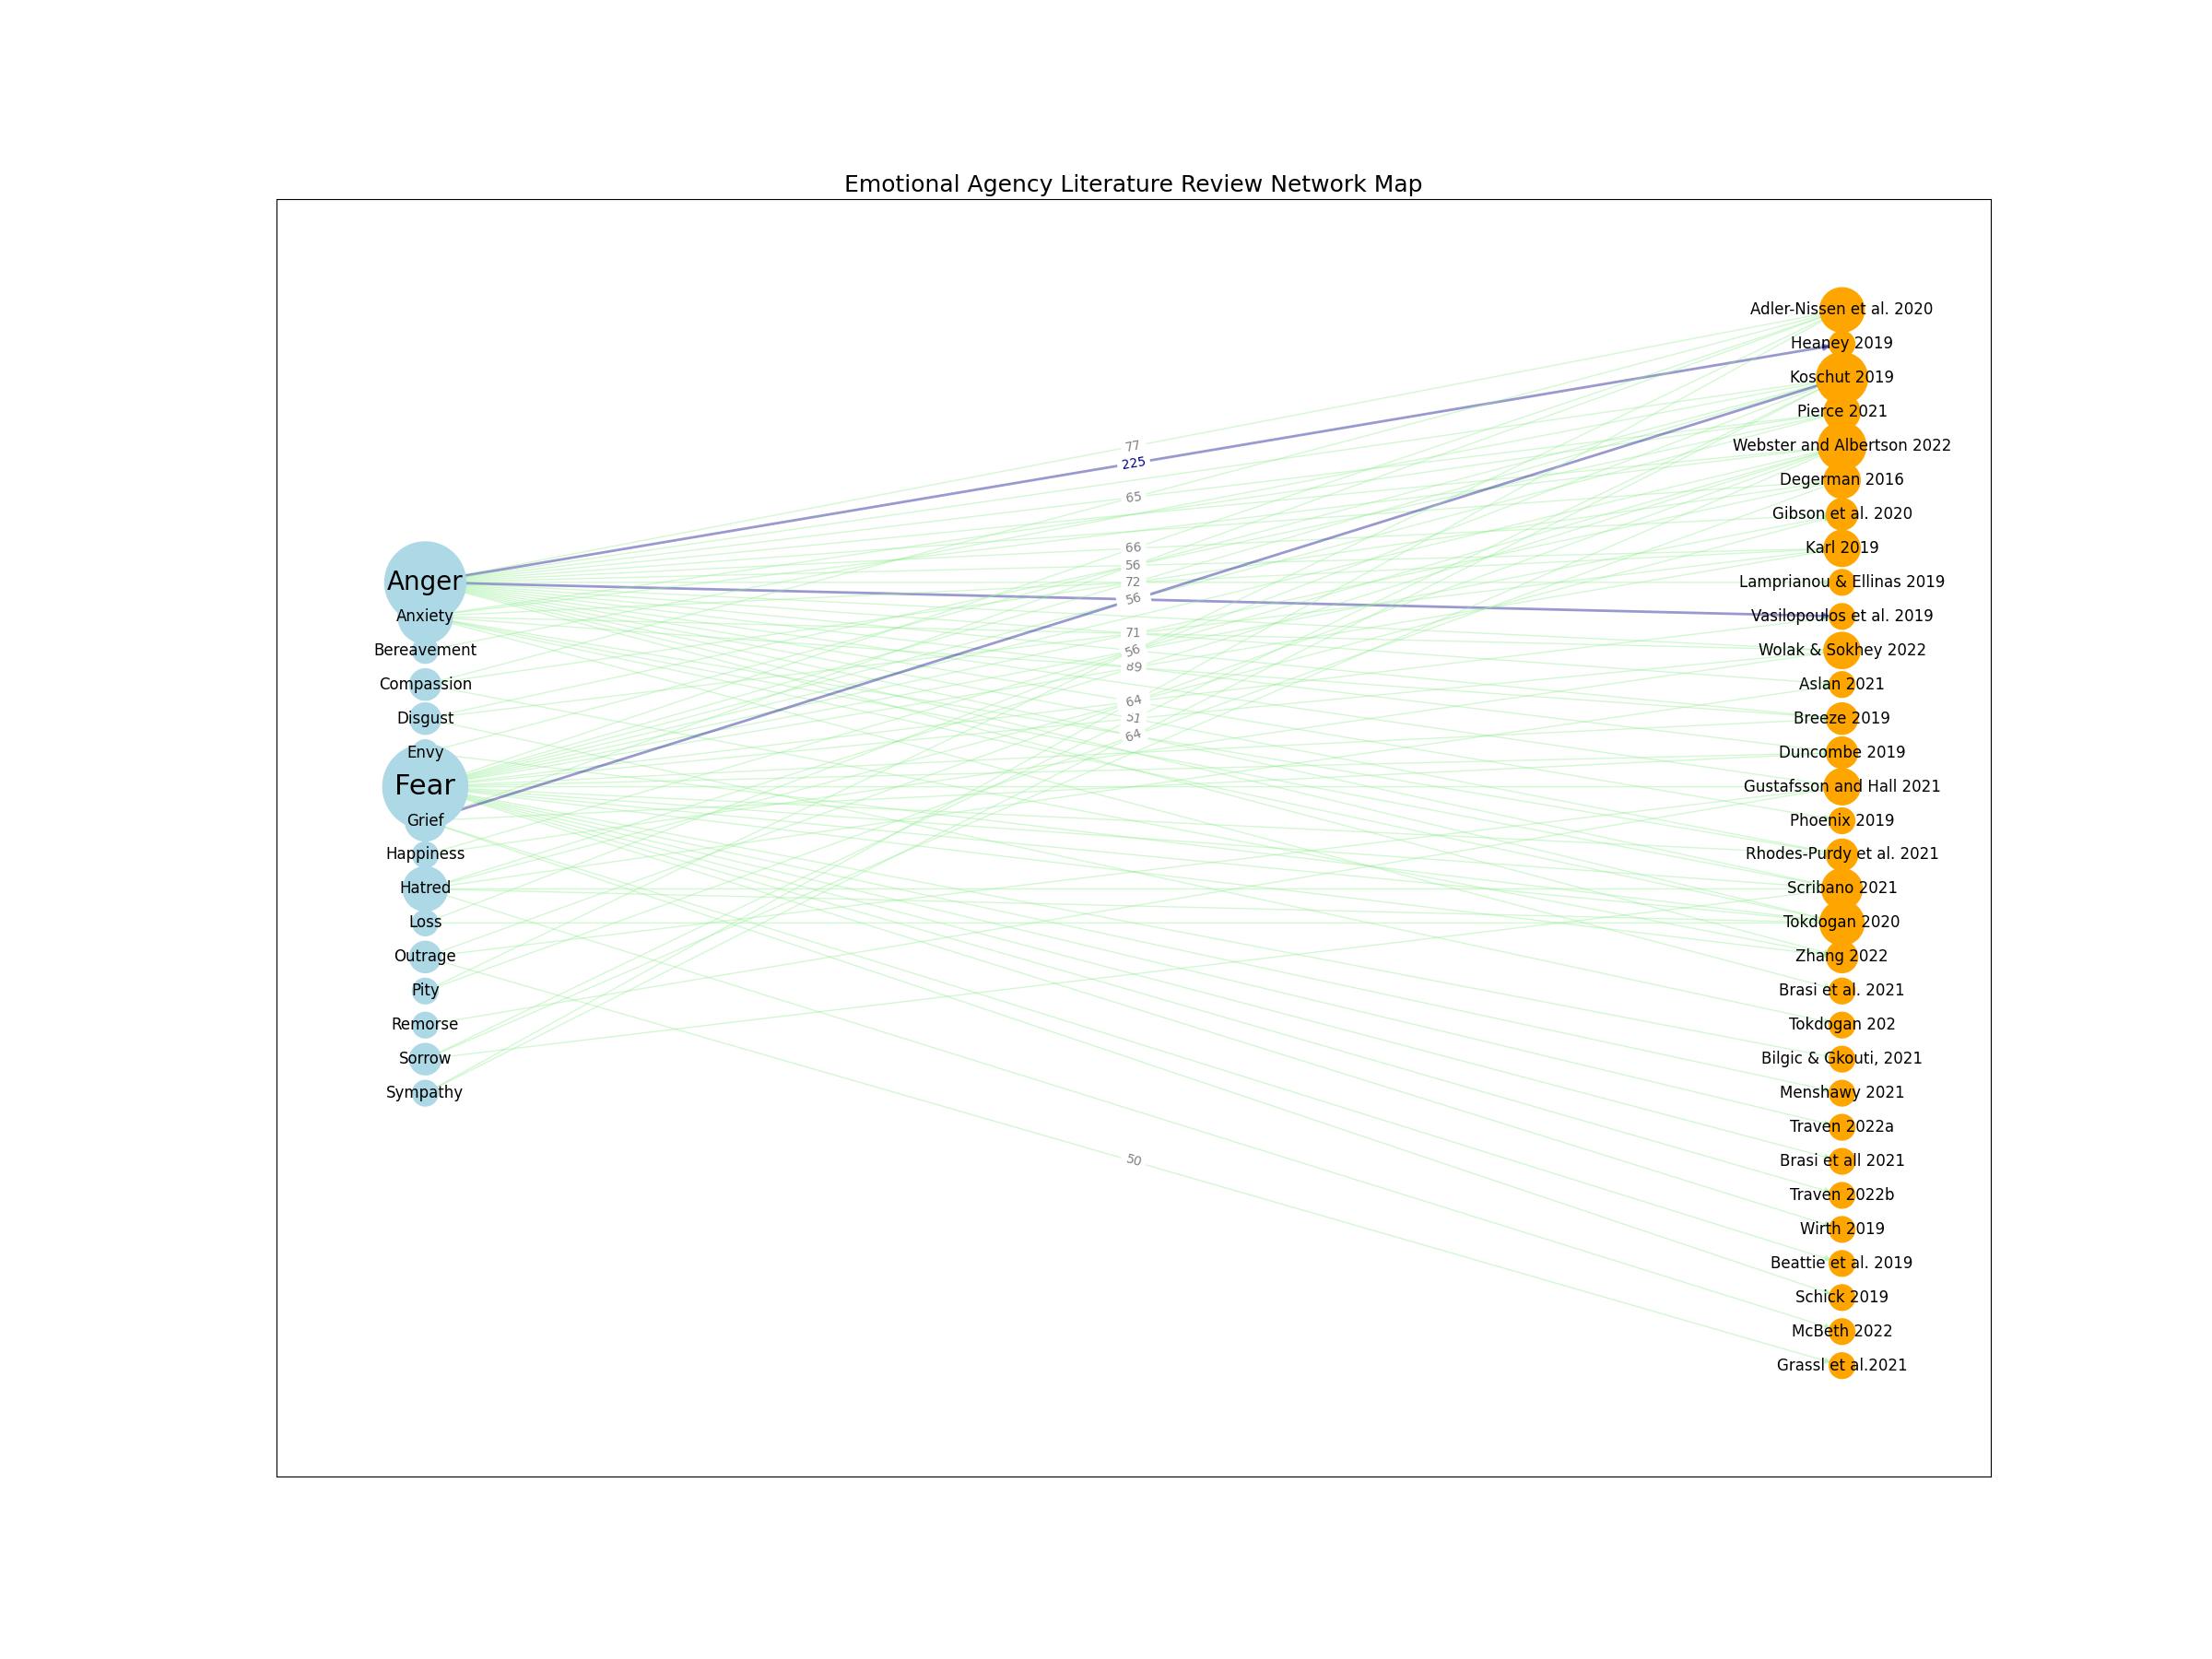 Emotional Agency Literature Review Network Map
Adler-Nissen et al. 2020
Heaney 2019
Koschut 2019
Pierce 2021
Webster and Albertson 2022
Degerman 2016
Gibson et al. 2020
Karl 2019
Lamprianou & Ellinas 2019
Vasilopoulos et al. 2019
Wolak & Sokhey 2022
Aslan 2021
Breeze 2019
Duncombe 2019
Gustafsson and Hall 2021
Phoenix 2019
Rhodes-Purdy et al. 2021
Scribano 2021
Tokdogan 2020
Zhang 2022
Brasi et al. 2021
Tokdogan 202
Bilgic & Gkouti, 2021
Menshawy 2021
Traven 2022a
Brasi et all 2021
Traven 2022b
Wirth 2019
Beattie et al. 2019
Schick 2019
McBeth 2022
Grassl et al.2021
Anger
Anxiety
Bereavement
Compassion
Disgust
Envy
Fear
Grief
Happiness
Hatred
Loss
Outrage
Pity
Remorse
Sorrow
Sympathy
77
225
65
66
56
72
56
71
56
64
64
50